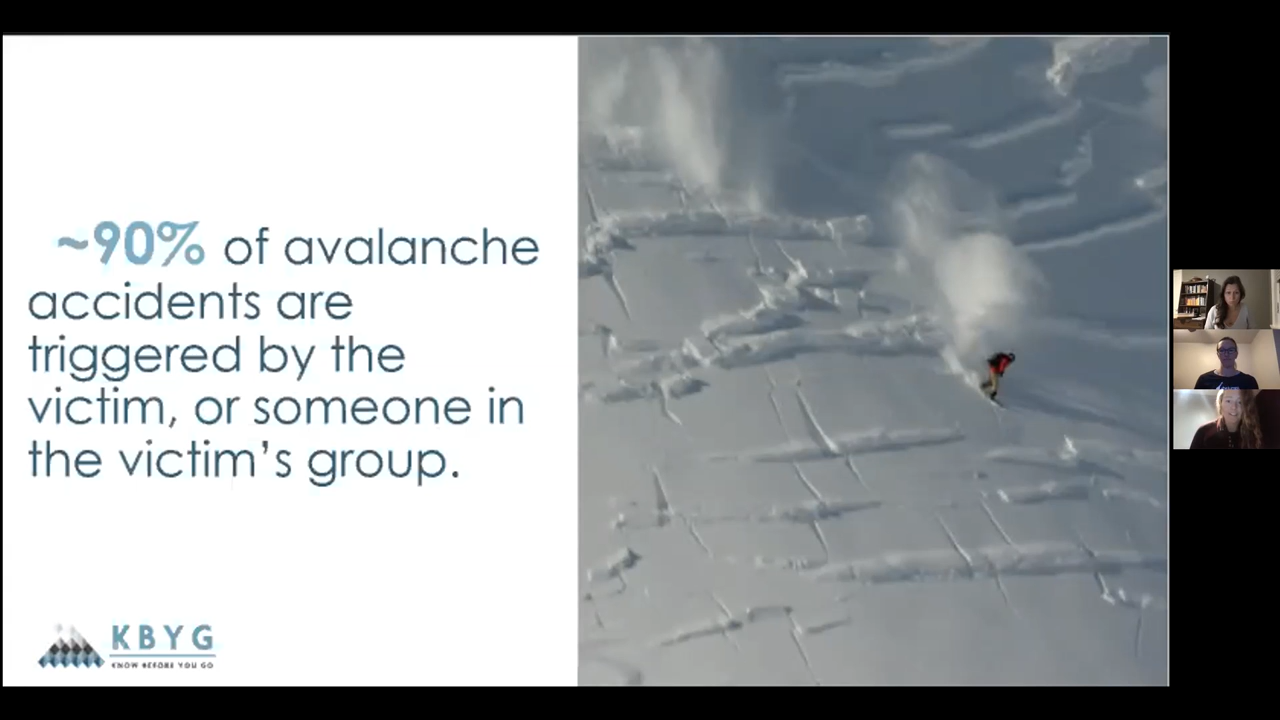 ~90% of avalanche
accidents are
triggered by the
victim, or someone in
the victim's group.
KBYG
KNOW BEFORE YOU GO